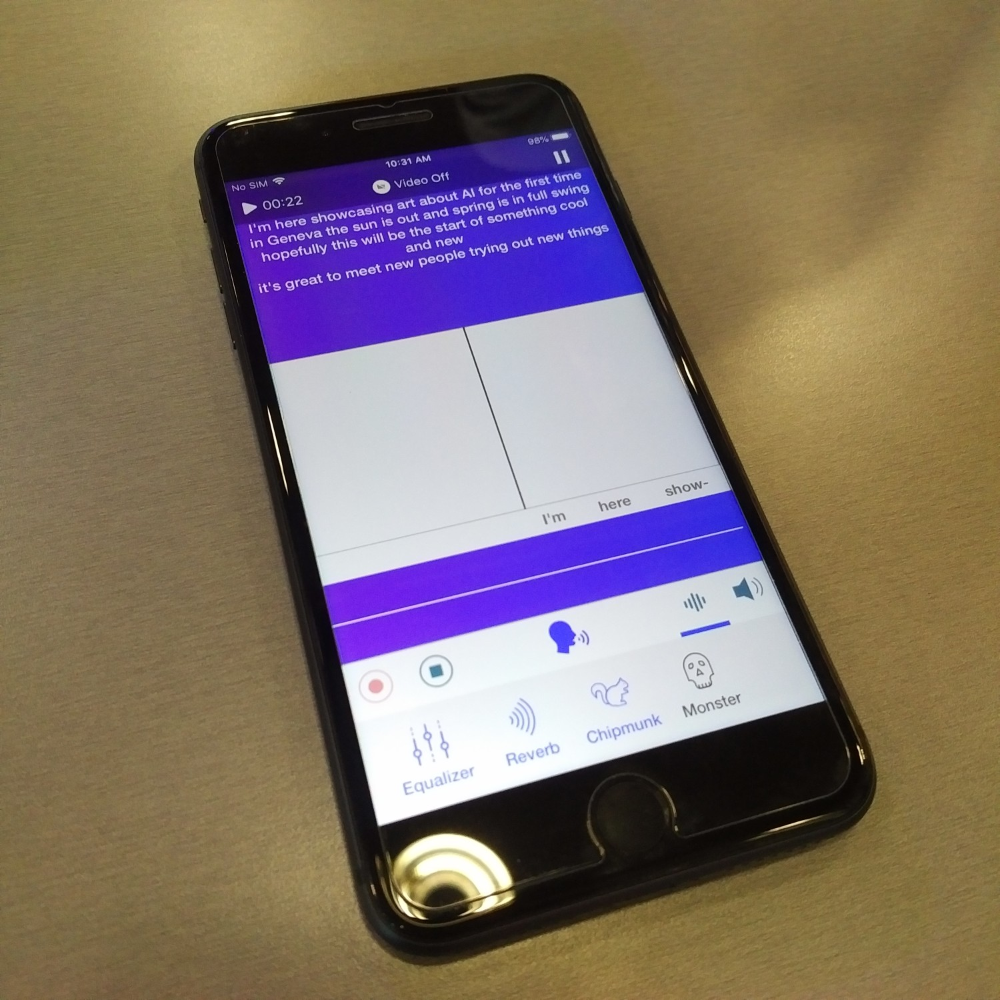 No SIM
10:31 AM
98%
00:22
Video Off
I'm here showcasing art about AI for the first time
in Geneva the sun is out and spring is in full swing
hopefully this will be the start of something cool
and new
it's great to meet new people trying out new things
I'm here show-
Equalizer
Reverb
Chipmunk
Monster